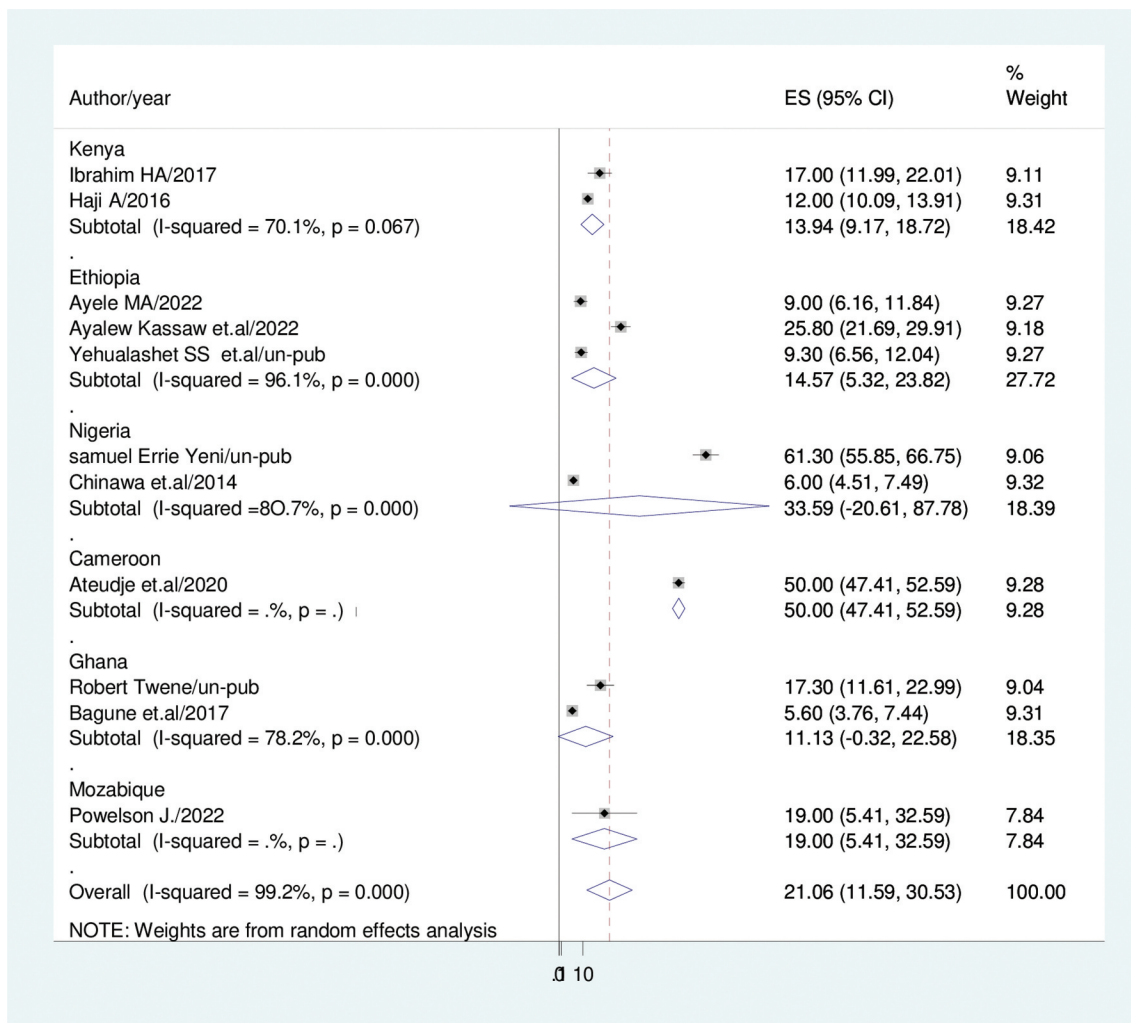 %
Author/year ES (95% CI) Weight
Kenya
Ibrahim HA/2017 17.00 (11.99, 22.01) 9.11
Haji A/2016 12.00 (10.09, 13.91) 9.31
Subtotal (I-squared = 70.1%, p = 0.067) 13.94 (9.17, 18.72) 18.42
.
Ethiopia
Ayele MA/2022 9.00 (6.16, 11.84) 9.27
Ayalew Kassaw et.al/2022 25.80 (21.69, 29.91) 9.18
Yehualashet SS et.al/un-pub 9.30 (6.56, 12.04) 9.27
Subtotal (I-squared = 96.1%, p = 0.000) 14.57 (5.32, 23.82) 27.72
.
Nigeria
samuel Errie Yeni/un-pub 61.30 (55.85, 66.75) 9.06
Chinawa et.al/2014 6.00 (4.51, 7.49) 9.32
Subtotal (I-squared =8O.7%, p = 0.000) 33.59 (-20.61, 87.78) 18.39
.
Cameroon
Ateudje et.al/2020 50.00 (47.41, 52.59) 9.28
Subtotal (I-squared = .%, p = .) 50.00 (47.41, 52.59) 9.28
.
Ghana
Robert Twene/un-pub 17.30 (11.61, 22.99) 9.04
Bagune et.al/2017 5.60 (3.76, 7.44) 9.31
Subtotal (I-squared = 78.2%, p = 0.000) 11.13 (-0.32, 22.58) 18.35
.
Mozabique
Powelson J./2022 19.00 (5.41, 32.59) 7.84
Subtotal (I-squared = .%, p = .) 19.00 (5.41, 32.59) 7.84
.
Overall (I-squared = 99.2%, p = 0.000) 21.06 (11.59, 30.53) 100.00
NOTE: Weights are from random effects analysis
10